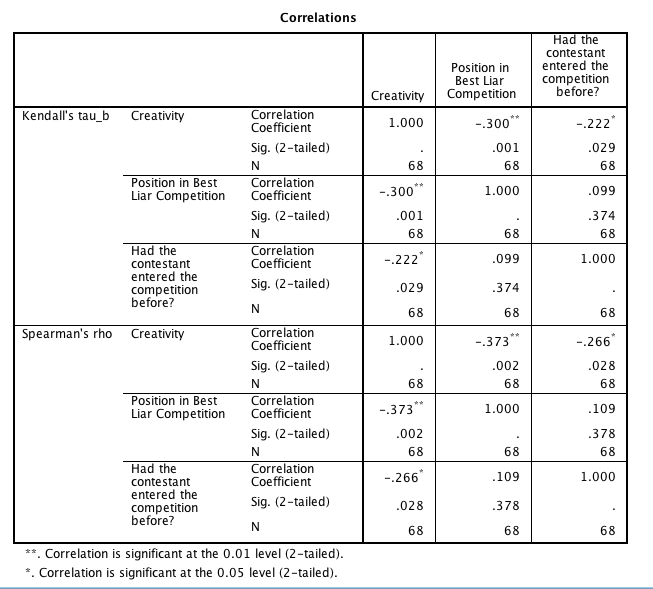 Correlations
Creativity
Position in
Best Liar
Competition
Had the
contestant
entered the
competition
before?
Kendall's tau_b Creativity Correlation
Coefficient 1.000 -.300** -.222*
Sig. (2-tailed) . .001 .029
N 68 68 68
Position in Best
Liar Competition Correlation
Coefficient -.300** 1.000 .099
Sig. (2-tailed) .001 . .374
N 68 68 68
Had the
contestant
entered the
competition
before? Correlation
Coefficient -.222* .099 1.000
Sig. (2-tailed) .029 .374 .
N 68 68 68
Spearman's rho Creativity Correlation
Coefficient 1.000 -.373** -.266*
Sig. (2-tailed) . .002 .028
N 68 68 68
Position in Best
Liar Competition Correlation
Coefficient -.373** 1.000 .109
Sig. (2-tailed) .002 . .378
N 68 68 68
Had the
contestant
entered the
competition
before? Correlation
Coefficient -.266* .109 1.000
Sig. (2-tailed) .028 .378 .
N 68 68 68
**. Correlation is significant at the 0.01 level (2-tailed).
*. Correlation is significant at the 0.05 level (2-tailed).